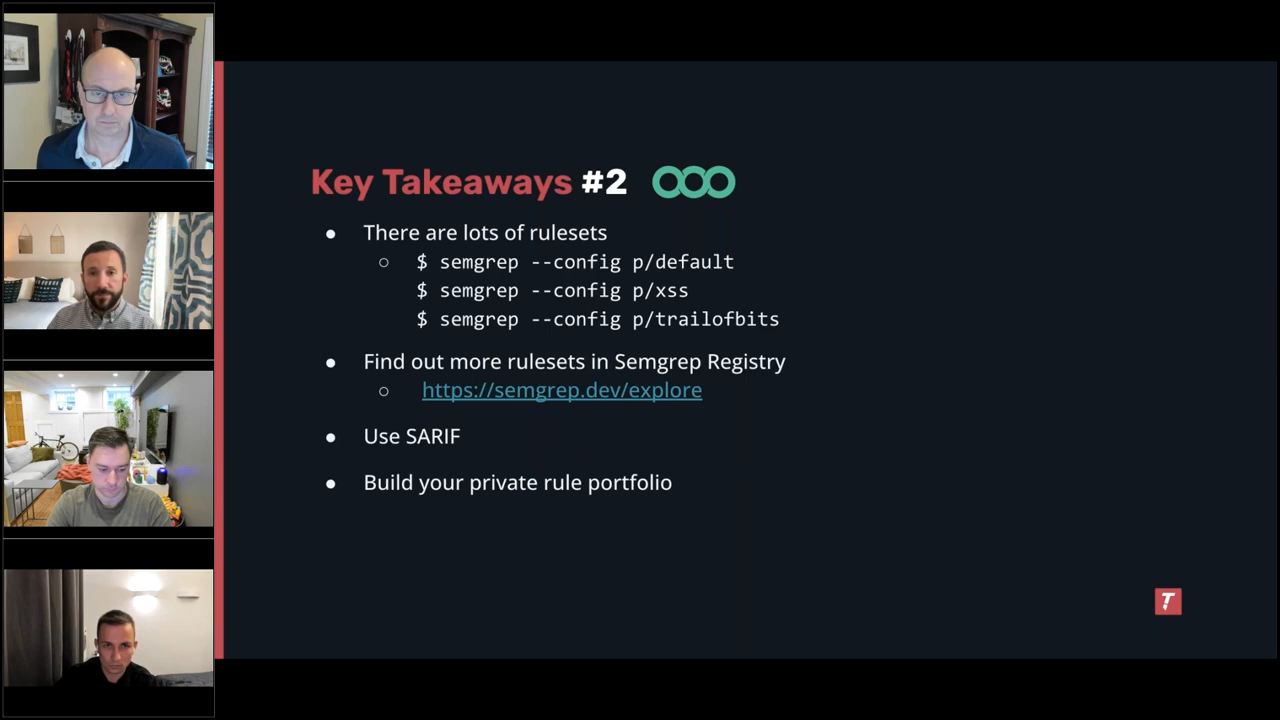 Key Takeaways #2
There are lots of rulesets
$ semgrep --config p/default
$ semgrep --config p/xss
$ semgrep --config p/trailofbits
Find out more rulesets in Semgrep Registry
https://semgrep.dev/explore
Use SARIF
Build your private rule portfolio